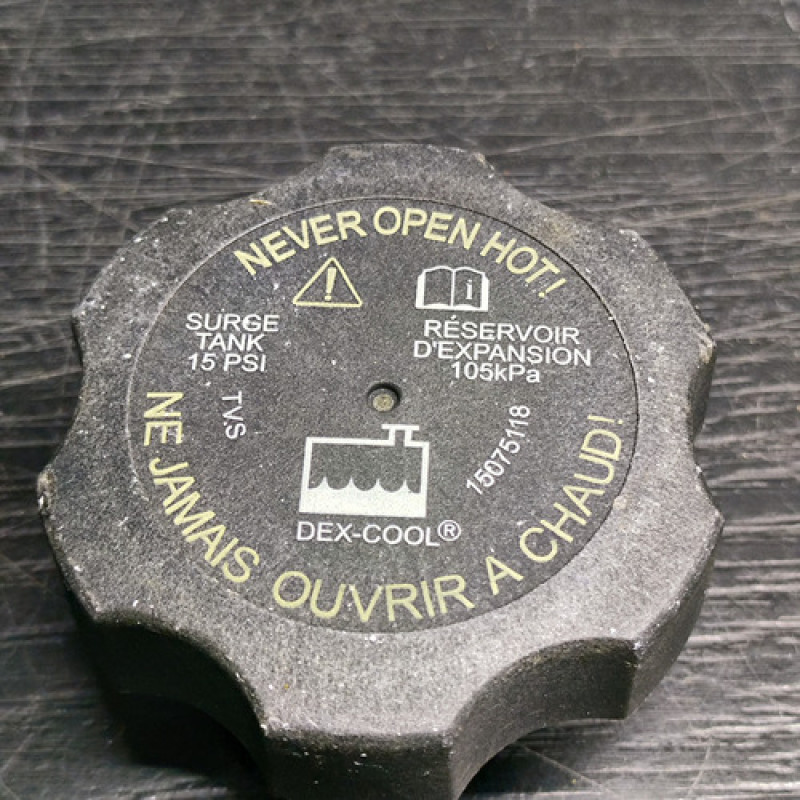 NEVER OPEN HOT!
SURGE
TANK
15 PSI
i
RÉSERVOIR
D'EXPANSION
105kPa
TVS
15075118
DEX-COOL®
NE JAMAIS OUVRIR À CHAUD!